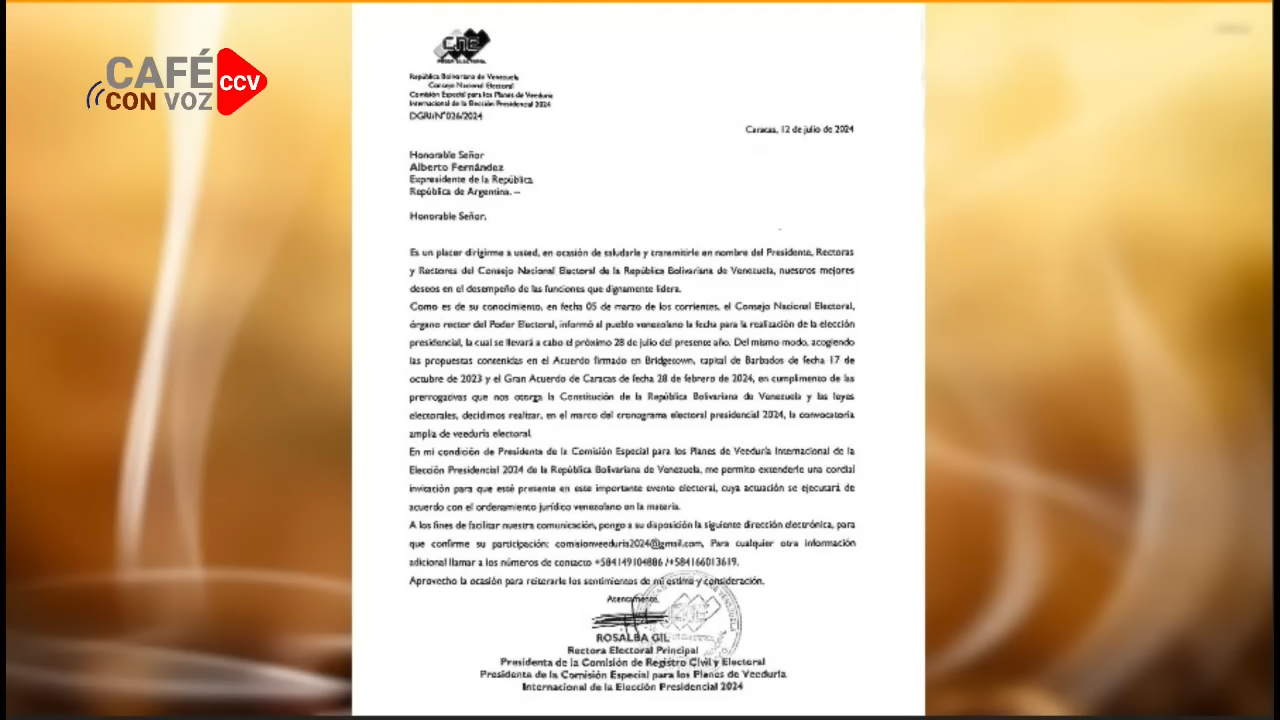 CAFÉ
CON VOZ
CCV
CNE
PODER ELECTORAL
República Bolivariana de Venezuela
Consejo Nacional Electoral
Comisión Especial para los Planes de Veeduría
Internacional de la Elección Presidencial 2024
DGRI/N°026/2024
Caracas, 12 de julio de 2024
Honorable Señor
Alberto Fernández
Expresidente de la República
República de Argentina. –
Honorable Señor.
Es un placer dirigirme a usted, en ocasión de saludarle y transmitirle en nombre del Presidente, Rectoras
y Rectores del Consejo Nacional Electoral de la República Bolivariana de Venezuela, nuestros mejores
deseos en el desempeño de las funciones que dignamente lidera.
Como es de su conocimiento, en fecha 05 de marzo de los corrientes, el Consejo Nacional Electoral,
órgano rector del Poder Electoral, informó al pueblo venezolano la fecha para la realización de la elección
presidencial, la cual se llevará a cabo el próximo 28 de julio del presente año. Del mismo modo, acogiendo
las propuestas contenidas en el Acuerdo firmado en Bridgetown, capital de Barbados de fecha 17 de
octubre de 2023 y el Gran Acuerdo de Caracas de fecha 28 de febrero de 2024, en cumplimento de las
prerrogativas que nos otorga la Constitución de la República Bolivariana de Venezuela y las leyes
electorales, decidimos realizar, en el marco del cronograma electoral presidencial 2024, la convocatoria
amplia de veeduría electoral.
En mi condición de Presidenta de la Comisión Especial para los Planes de Veeduría Internacional de la
Elección Presidencial 2024 de la República Bolivariana de Venezuela, me permito extenderle una cordial
invitación para que esté presente en este importante evento electoral, cuya actuación se ejecutará de
acuerdo con el ordenamiento jurídico venezolano en la materia.
A los fines de facilitar nuestra comunicación, pongo a su disposición la siguiente dirección electrónica, para
que confirme su participación: comisionveeduria2024@gmail.com, Para cualquier otra información
adicional llamar a los números de contacto +584149104886 /+584166013619.
Aprovecho la ocasión para reiterarle los sentimientos de mi estima y consideración.
Atentamente,
ROSALBA GIL
Rectora Electoral Principal
Presidenta de la Comisión de Registro Civil y Electoral
Presidenta de la Comisión Especial para los Planes de Veeduría
Internacional de la Elección Presidencial 2024